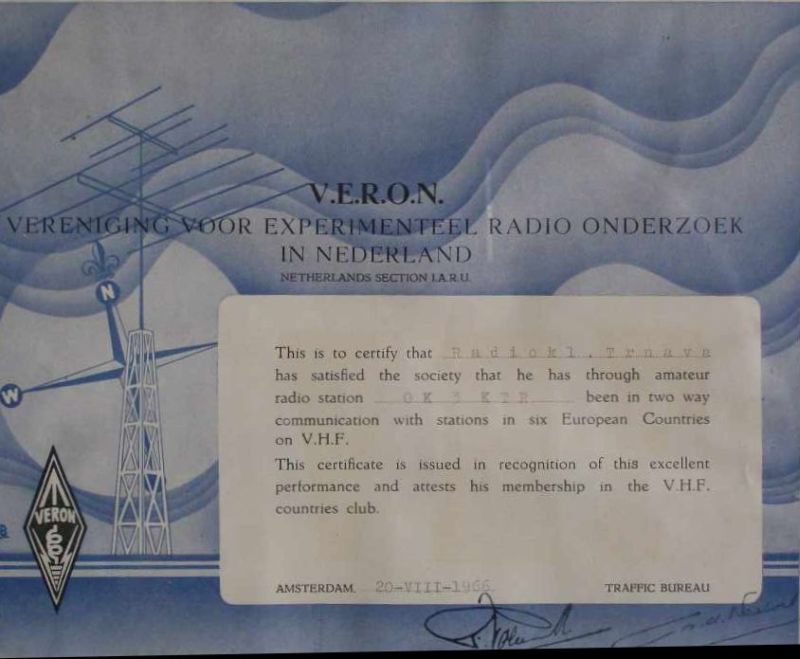 V.E.R.O.N.
VERENIGING VOOR EXPERIMENTEEL RADIO ONDERZOEK
IN NEDERLAND
NETHERLANDS SECTION I.A.R.U.
N
W
VERON
This is to certify that Radiokl. Trnava
has satisfied the society that he has through amateur
radio station OK 3 KTR been in two way
communication with stations in six European Countries
on V.H.F.
This certificate is issued in recognition of this excellent
performance and attests his membership in the V.H.F.
countries club.
AMSTERDAM, 20-VIII-1966 TRAFFIC BUREAU